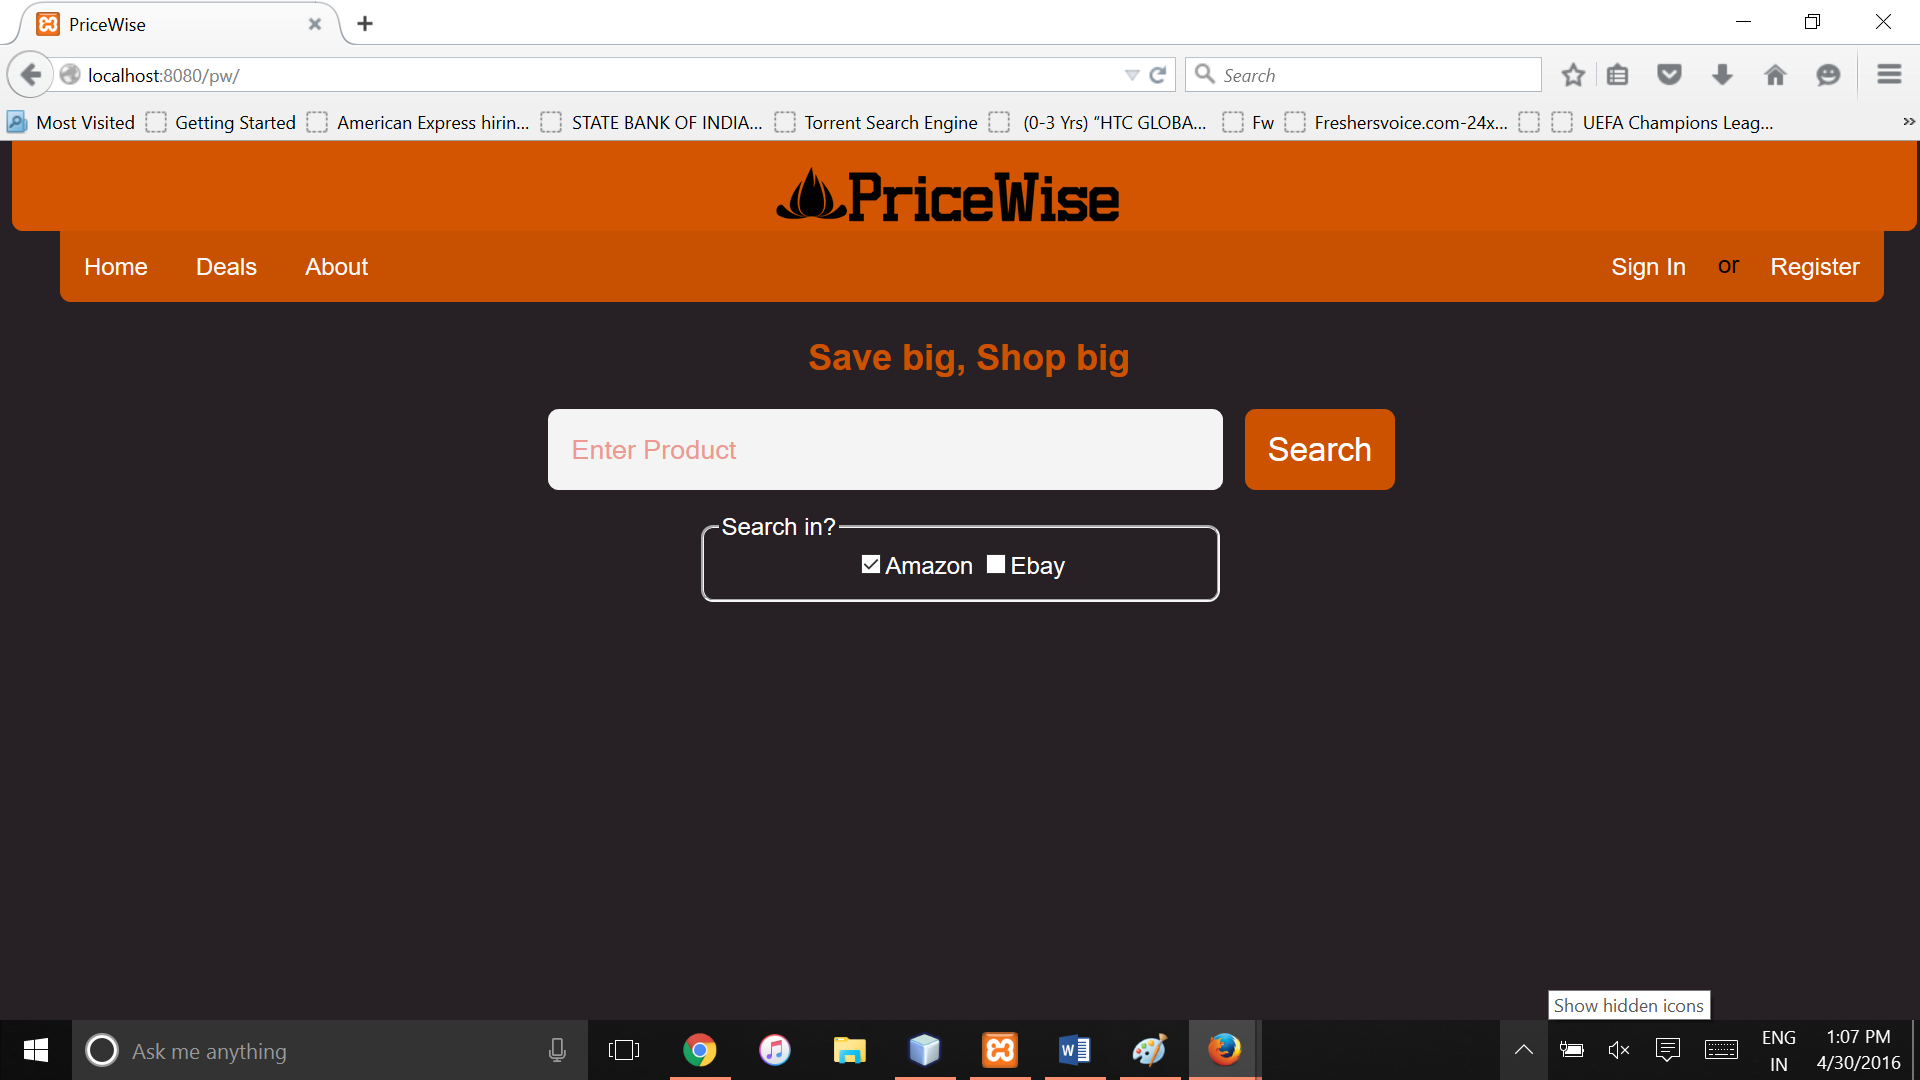 PriceWise
localhost:8080/pw/
Search
Most Visited Getting Started American Express hirin... STATE BANK OF INDIA... Torrent Search Engine (0-3 Yrs) “HTC GLOBA... Fw Freshersvoice.com-24x... UEFA Champions Leag...
PriceWise
Home Deals About Sign In or Register
Save big, Shop big
Enter Product Search
Search in?
Amazon Ebay
Show hidden icons
Ask me anything
ENG
IN
1:07 PM
4/30/2016